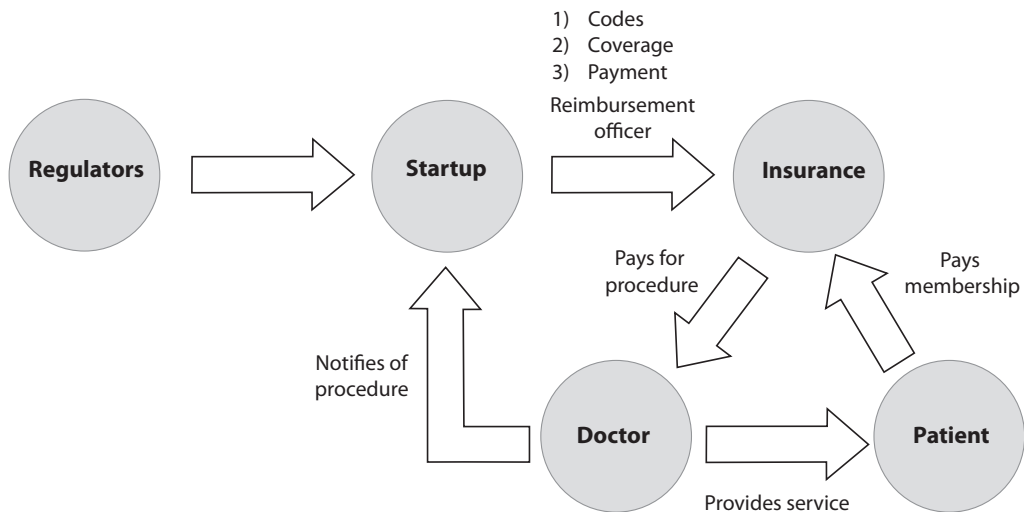 1) Codes
2) Coverage
3) Payment
Reimbursement
officer
Regulators
Startup
Insurance
Pays for
procedure
Pays
membership
Notifies of
procedure
Doctor
Patient
Provides service